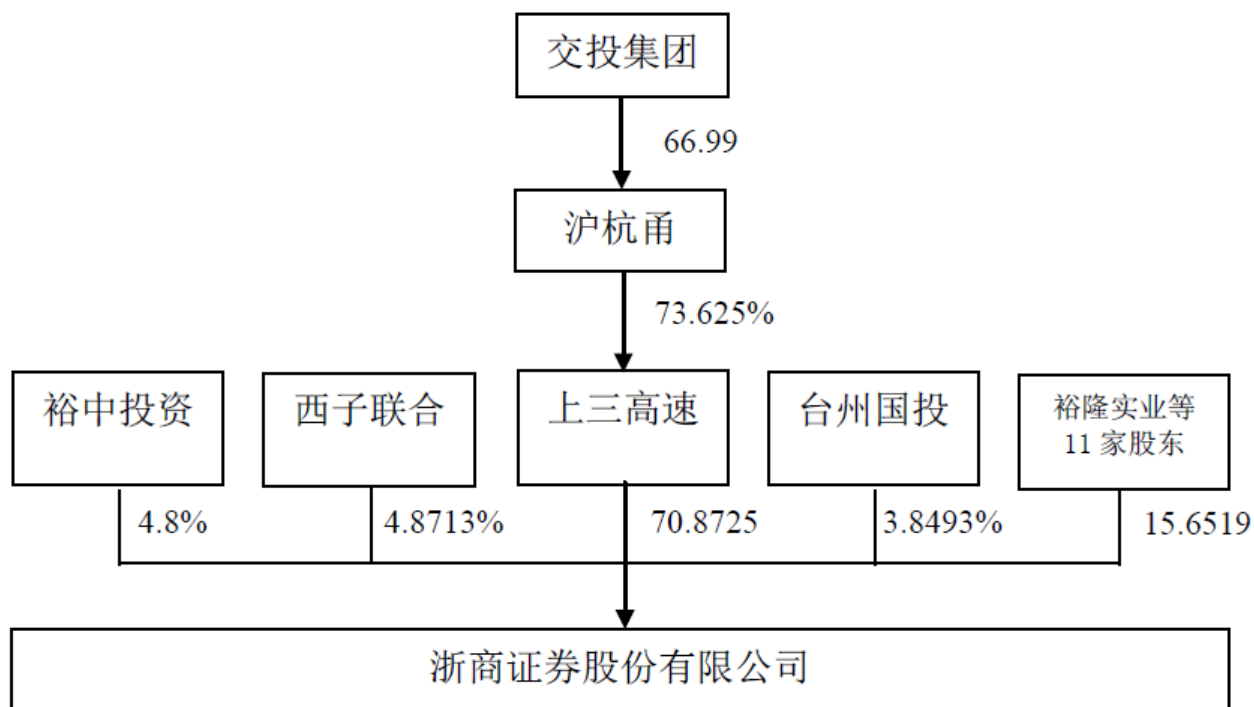 交投集团
66.99
沪杭甬
73.625%
裕中投资
西子联合
上三高速
台州国投
裕隆实业等
11 家股东
4.8%
4.8713%
70.8725
3.8493%
15.6519
浙商证券股份有限公司